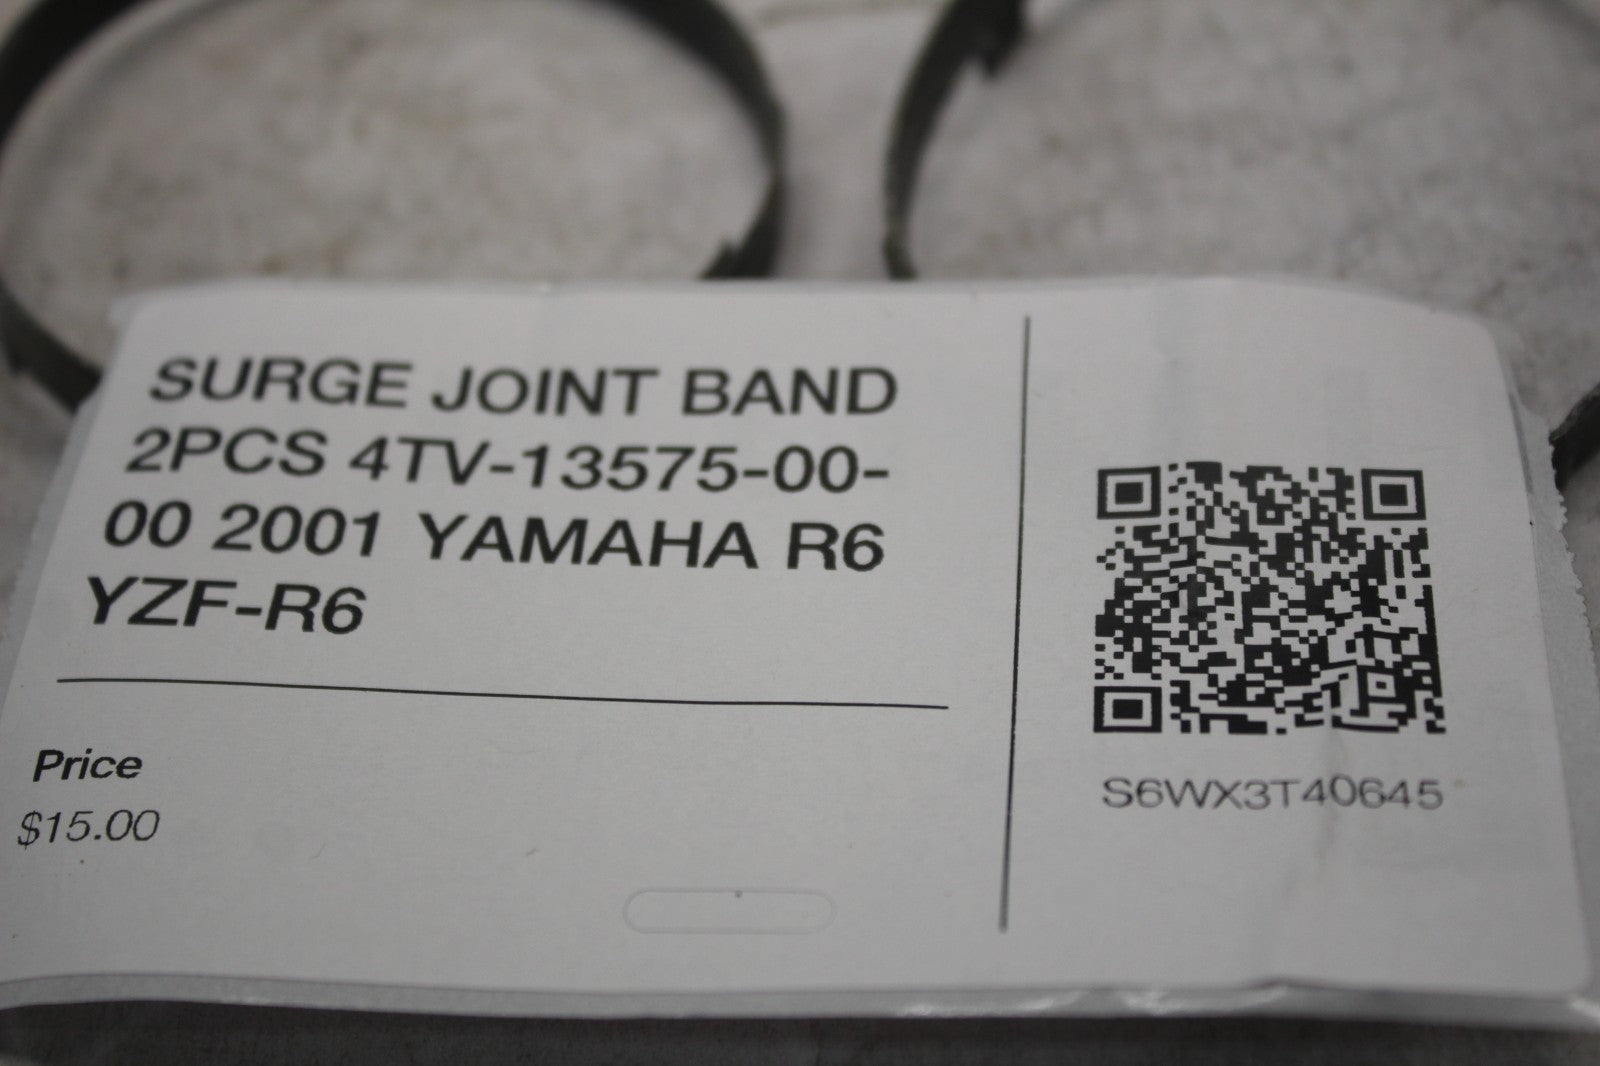 SURGE JOINT BAND
2PCS 4TV-13575-00-
00 2001 YAMAHA R6
YZF-R6
Price
$15.00
S6WX3T40645